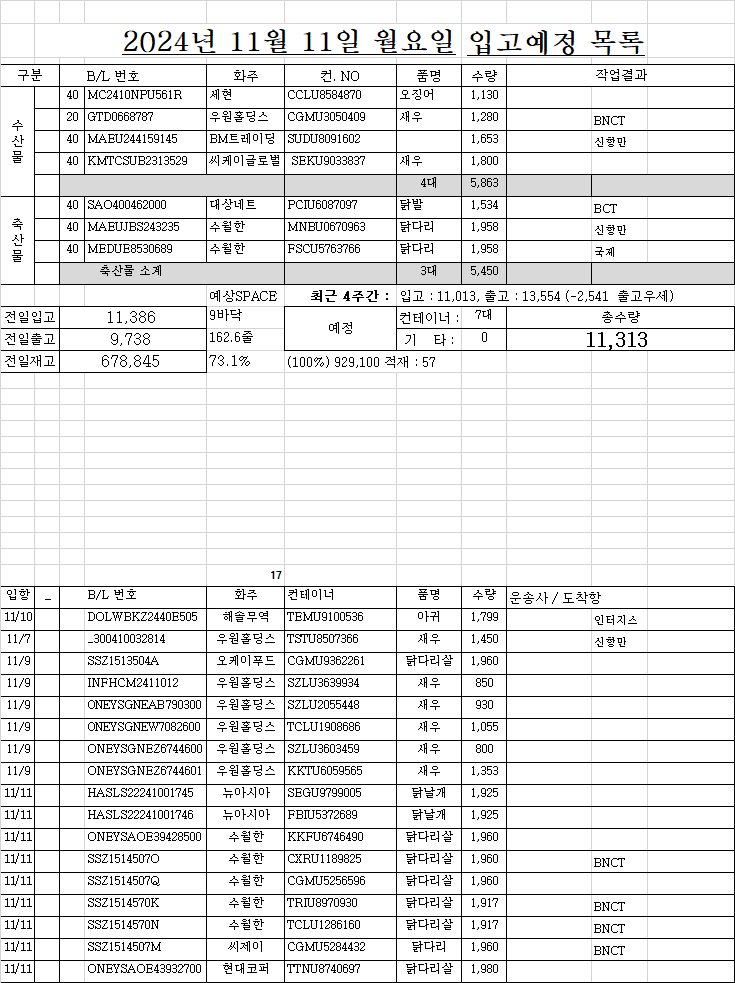 2024년 11월 11일 월요일 입고예정 목록
구분 B/L 번호 화주 컨. NO 품명 수량 작업결과
수산물
40 MC2410NPU561R 세현 CCLU8584870 오징어 1,130
20 GTD0668787 우원홀딩스 CGMU3050409 새우 1,280 BNCT
40 MAEU244159145 BM트레이딩 SUDU8091602 1,653 신항만
40 KMTCSUB2313529 씨케이글로벌 SEKU9033837 새우 1,800
4대 5,863
축산물
40 SAO400462000 대상네트 PCIU6087097 닭발 1,534 BCT
40 MAEUJBS243235 수월한 MNBU0670963 닭다리 1,958 신항만
40 MEDUE8530689 수월한 FSCU5763766 닭다리 1,958 국제
축산물 소계 3대 5,450
예상SPACE 최근 4주간 : 입고 : 11,013, 출고 : 13,554 (-2,541 출고우세)
전일입고 11,386 9바닥 예정 컨테이너 : 7대 총수량
전일출고 9,738 162.6줄 기 타 : 0 11,313
전일재고 678,845 73.1% (100%) 929,100 적재 : 57
17
입항 _ B/L 번호 화주 컨테이너 품명 수량 운송사 / 도착항
11/10 DOLWBKZ2440E505 해솔무역 TEMU9100536 아귀 1,799 인터지스
11/7 _300410032814 우원홀딩스 TSTU8507366 새우 1,450 신항만
11/9 SSZ1513504A 오케이푸드 CGMU9362261 닭다리살 1,960
11/9 INFHCM2411012 우원홀딩스 SZLU3639934 새우 850
11/9 ONEYSGNEAB790300 우원홀딩스 SZLU2055448 새우 930
11/9 ONEYSGNEW7082600 우원홀딩스 TCLU1908686 새우 1,055
11/9 ONEYSGNEZ6744600 우원홀딩스 SZLU3603459 새우 800
11/9 ONEYSGNEZ6744601 우원홀딩스 KKTU6059565 새우 1,353
11/11 HASLS22241001745 뉴아시아 SEGU9799005 닭날개 1,925
11/11 HASLS22241001746 뉴아시아 FBIU5372689 닭날개 1,925
11/11 ONEYSAOE39428500 수월한 KKFU6746490 닭다리살 1,960
11/11 SSZ1514507O 수월한 CXRU1189825 닭다리살 1,960 BNCT
11/11 SSZ1514507Q 수월한 CGMU5256596 닭다리살 1,960
11/11 SSZ1514570K 수월한 TRIU8970930 닭다리살 1,917 BNCT
11/11 SSZ1514570N 수월한 TCLU1286160 닭다리살 1,917 BNCT
11/11 SSZ1514507M 씨제이 CGMU5284432 닭다리 1,960 BNCT
11/11 ONEYSAOE43932700 현대코퍼 TTNU8740697 닭다리살 1,980